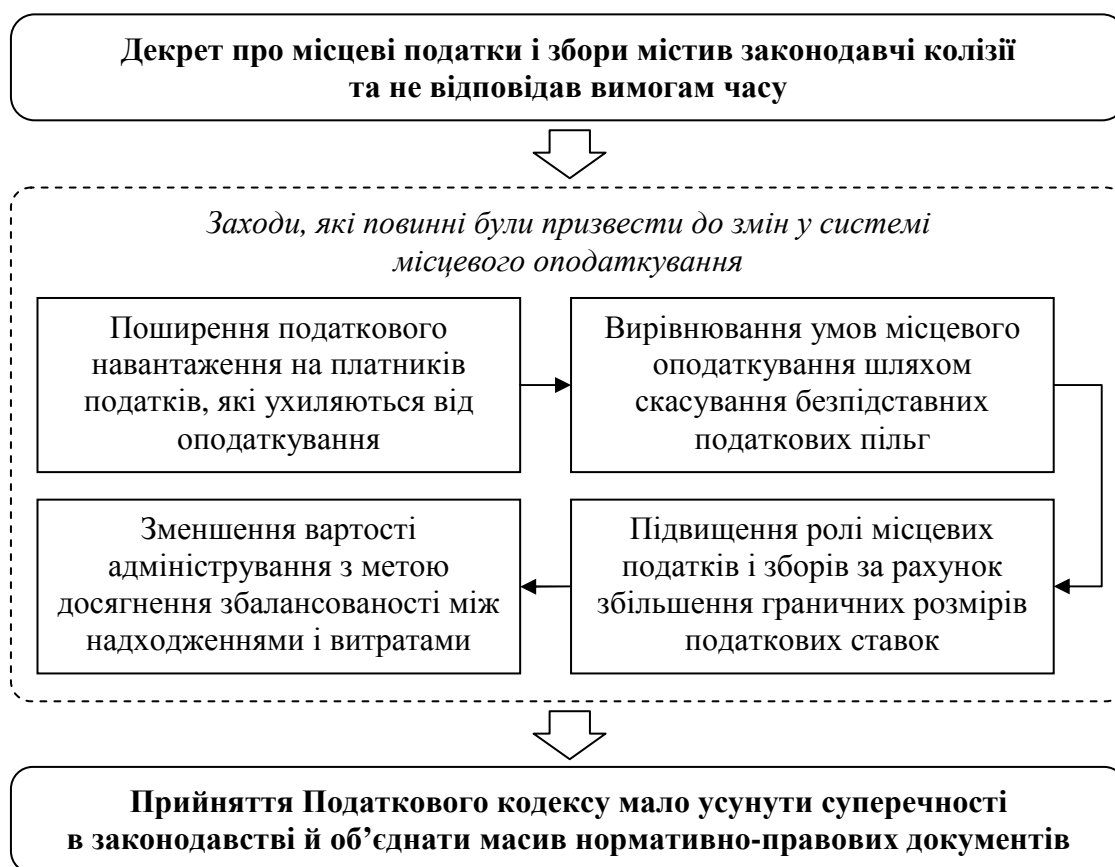 Декрет про місцеві податки і збори містив законодавчі колізії
та не відповідав вимогам часу
Заходи, які повинні були призвести до змін у системі
місцевого оподаткування
Поширення податкового
навантаження на платників
податків, які ухиляються від
оподаткування
Вирівнювання умов місцевого
оподаткування шляхом
скасування безпідставних
податкових пільг
Підвищення ролі місцевих
податків і зборів за рахунок
збільшення граничних розмірів
податкових ставок
Зменшення вартості
адміністрування з метою
досягнення збалансованості між
надходженнями і витратами
Прийняття Податкового кодексу мало усунути суперечності
в законодавстві й об’єднати масив нормативно-правових документів